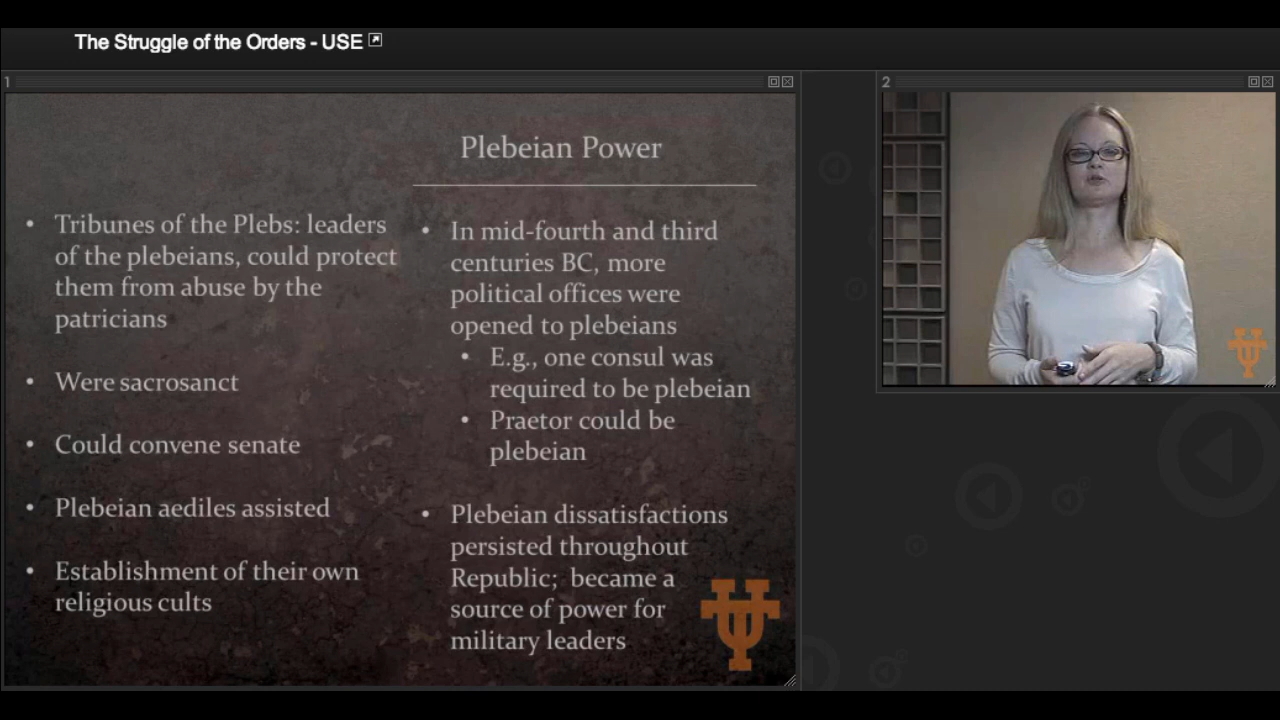 The Struggle of the Orders - USE
1
2
Plebeian Power
• Tribunes of the Plebs: leaders
of the plebeians, could protect
them from abuse by the
patricians
• Were sacrosanct
• Could convene senate
• Plebeian aediles assisted
• Establishment of their own
religious cults
• In mid-fourth and third
centuries BC, more
political offices were
opened to plebeians
• E.g., one consul was
required to be plebeian
• Praetor could be
plebeian
• Plebeian dissatisfactions
persisted throughout
Republic; became a
source of power for
military leaders
UT
UT